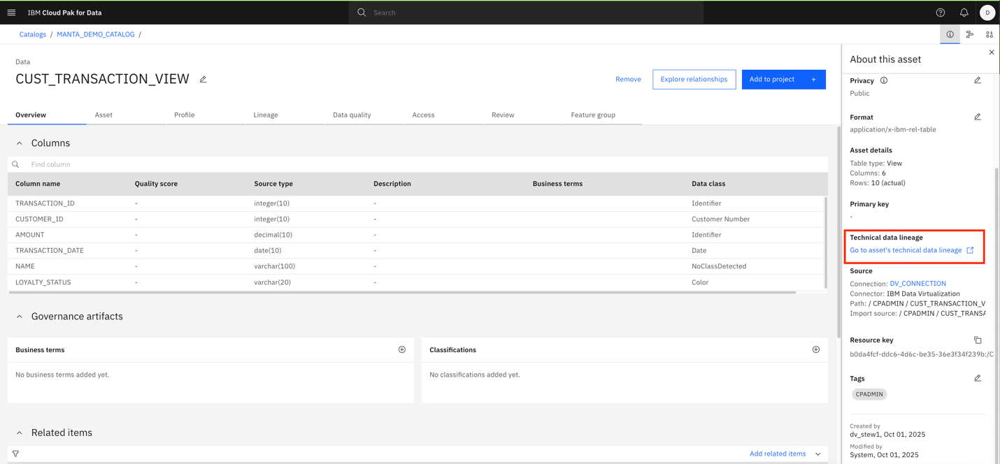 IBM Cloud Pak for Data
Search
D
Catalogs / MANTA_DEMO_CATALOG /
Data
CUST_TRANSACTION_VIEW
Remove
Explore relationships
Add to project +
Overview
Asset
Profile
Lineage
Data quality
Access
Review
Feature group
Columns
Find column
Column name Quality score Source type Description Business terms Data class
TRANSACTION_ID - integer(10) - Identifier
CUSTOMER_ID - integer(10) - Customer Number
AMOUNT - decimal(10) - Identifier
TRANSACTION_DATE - date(10) - Date
NAME - varchar(100) - NoClassDetected
LOYALTY_STATUS - varchar(20) - Color
Governance artifacts
Business terms
No business terms added yet.
Classifications
No classifications added yet.
Related items
Add related items
About this asset
Privacy
Public
Format
application/x-ibm-rel-table
Asset details
Table type: View
Columns: 6
Rows: 10 (actual)
Primary key
-
Technical data lineage
Go to asset's technical data lineage
Source
Connection: DV_CONNECTION
Connector: IBM Data Virtualization
Path: / CPADMIN / CUST_TRANSACTION_V
Import source: / CPADMIN / CUST_TRANSA
Resource key
b0da4fcf-ddc6-4d6c-be35-36e3f34f239b:/C
Tags
CPADMIN
Created by
dv_stew1, Oct 01, 2025
Modified by
System, Oct 01, 2025